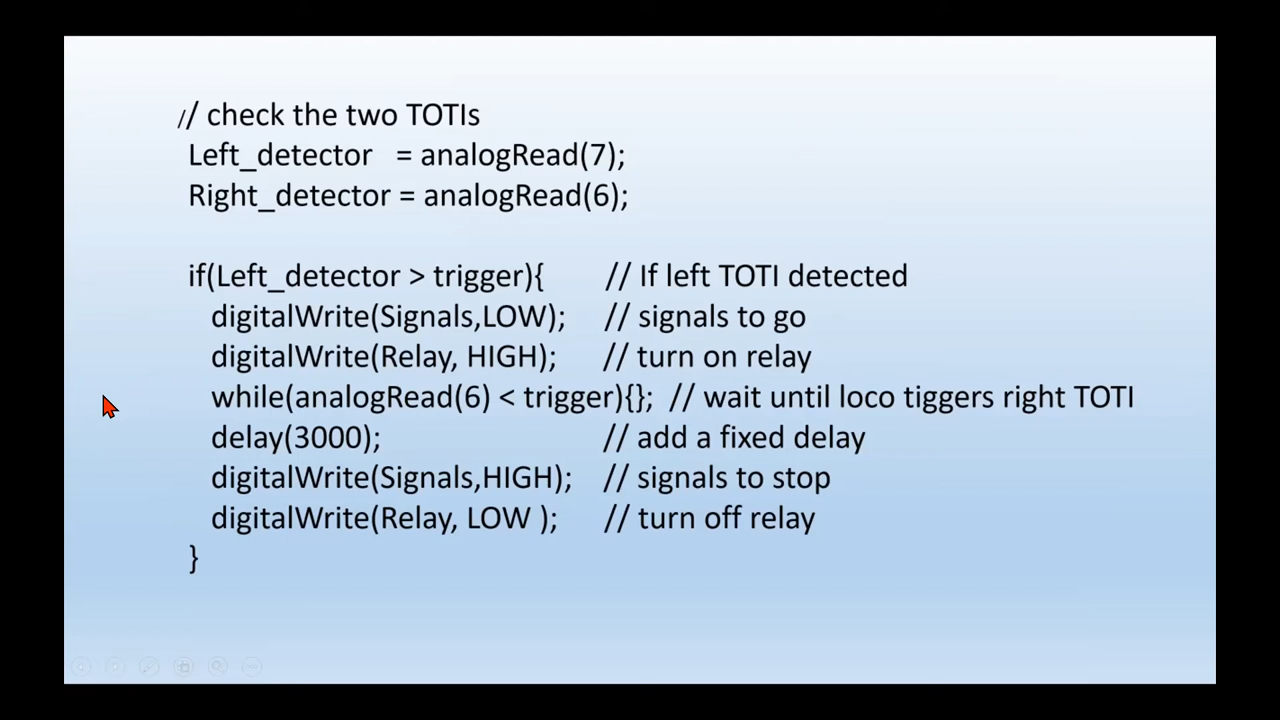 // check the two TOTIs
Left_detector = analogRead(7);
Right_detector = analogRead(6);
if(Left_detector > trigger){ // If left TOTI detected
digitalWrite(Signals,LOW); // signals to go
digitalWrite(Relay, HIGH); // turn on relay
while(analogRead(6) < trigger){}; // wait until loco tiggers right TOTI
delay(3000); // add a fixed delay
digitalWrite(Signals,HIGH); // signals to stop
digitalWrite(Relay, LOW ); // turn off relay
}